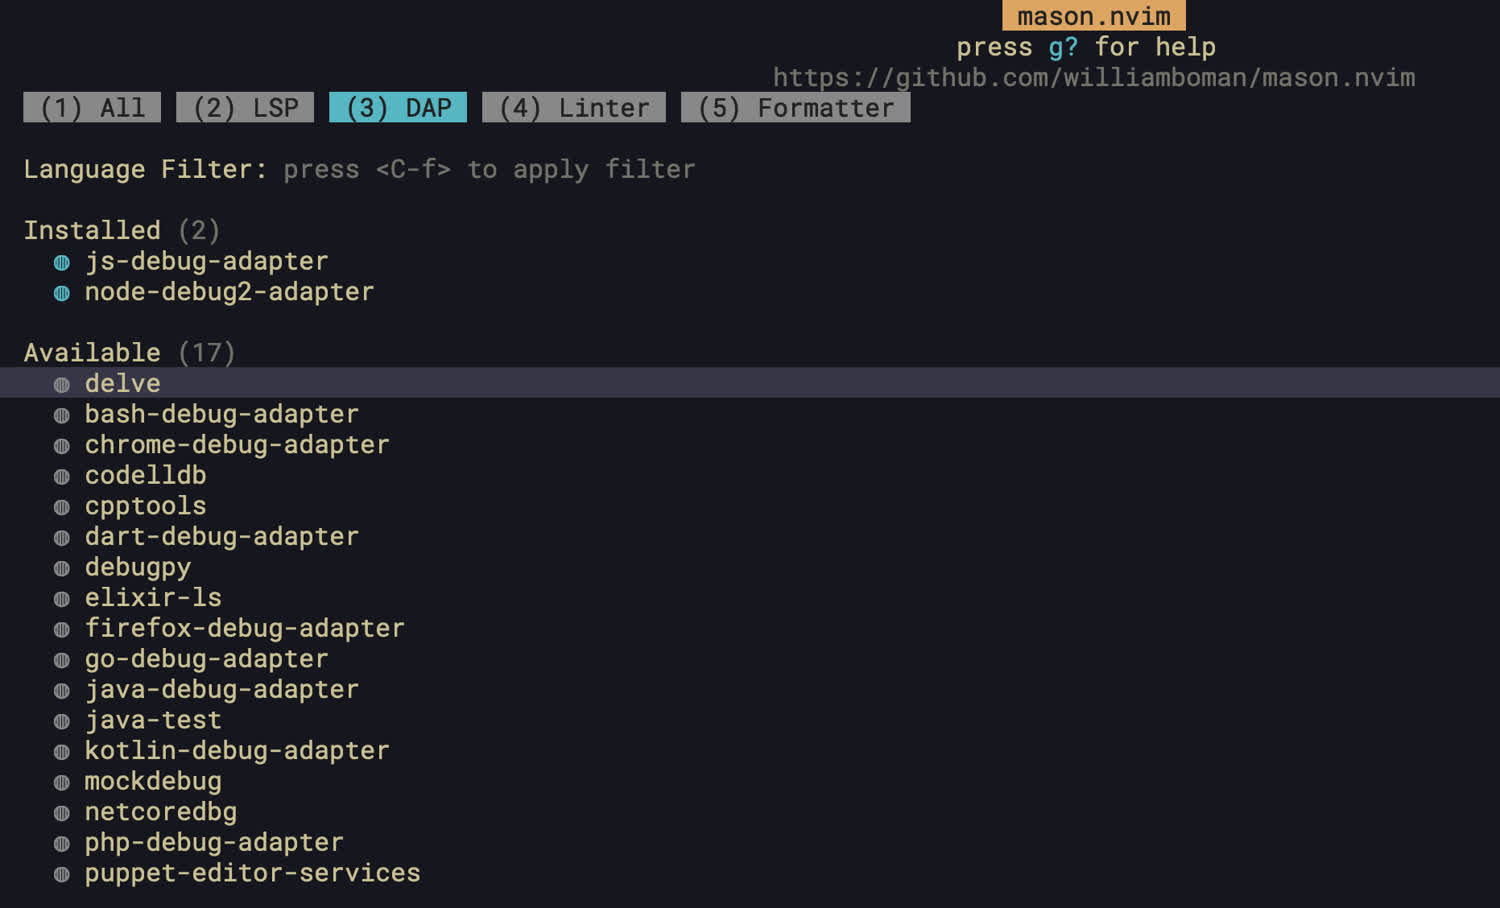 mason.nvim
press g? for help
https://github.com/williamboman/mason.nvim
(1) All (2) LSP (3) DAP (4) Linter (5) Formatter
Language Filter: press <C-f> to apply filter
Installed (2)
js-debug-adapter
node-debug2-adapter
Available (17)
delve
bash-debug-adapter
chrome-debug-adapter
codelldb
cpptools
dart-debug-adapter
debugpy
elixir-ls
firefox-debug-adapter
go-debug-adapter
java-debug-adapter
java-test
kotlin-debug-adapter
mockdebug
netcoredbg
php-debug-adapter
puppet-editor-services